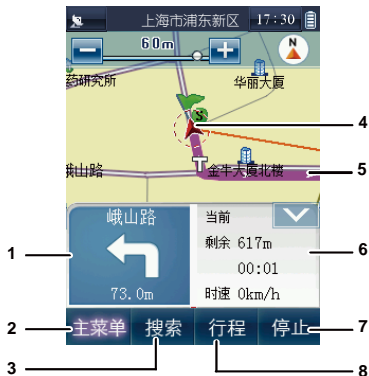 上海市浦东新区 17:30
60m
N
药研究所
华丽大厦
S
4
5
峨山路
金丰大厦北楼
1
峨山路
73.0m
当前
剩余 617m
00:01
时速 0km/h
6
2
主菜单 搜索 行程 停止
7
3
8